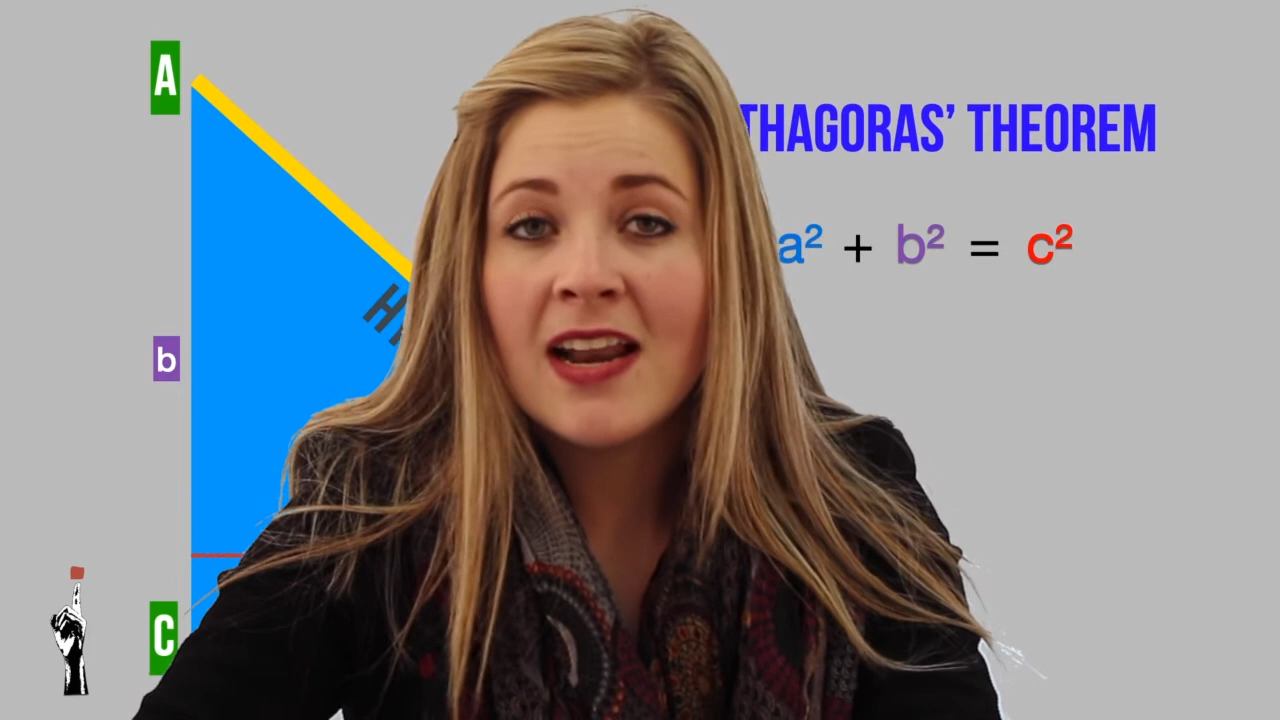 A
THAGORAS' THEOREM
a² + b² = c²
b
C